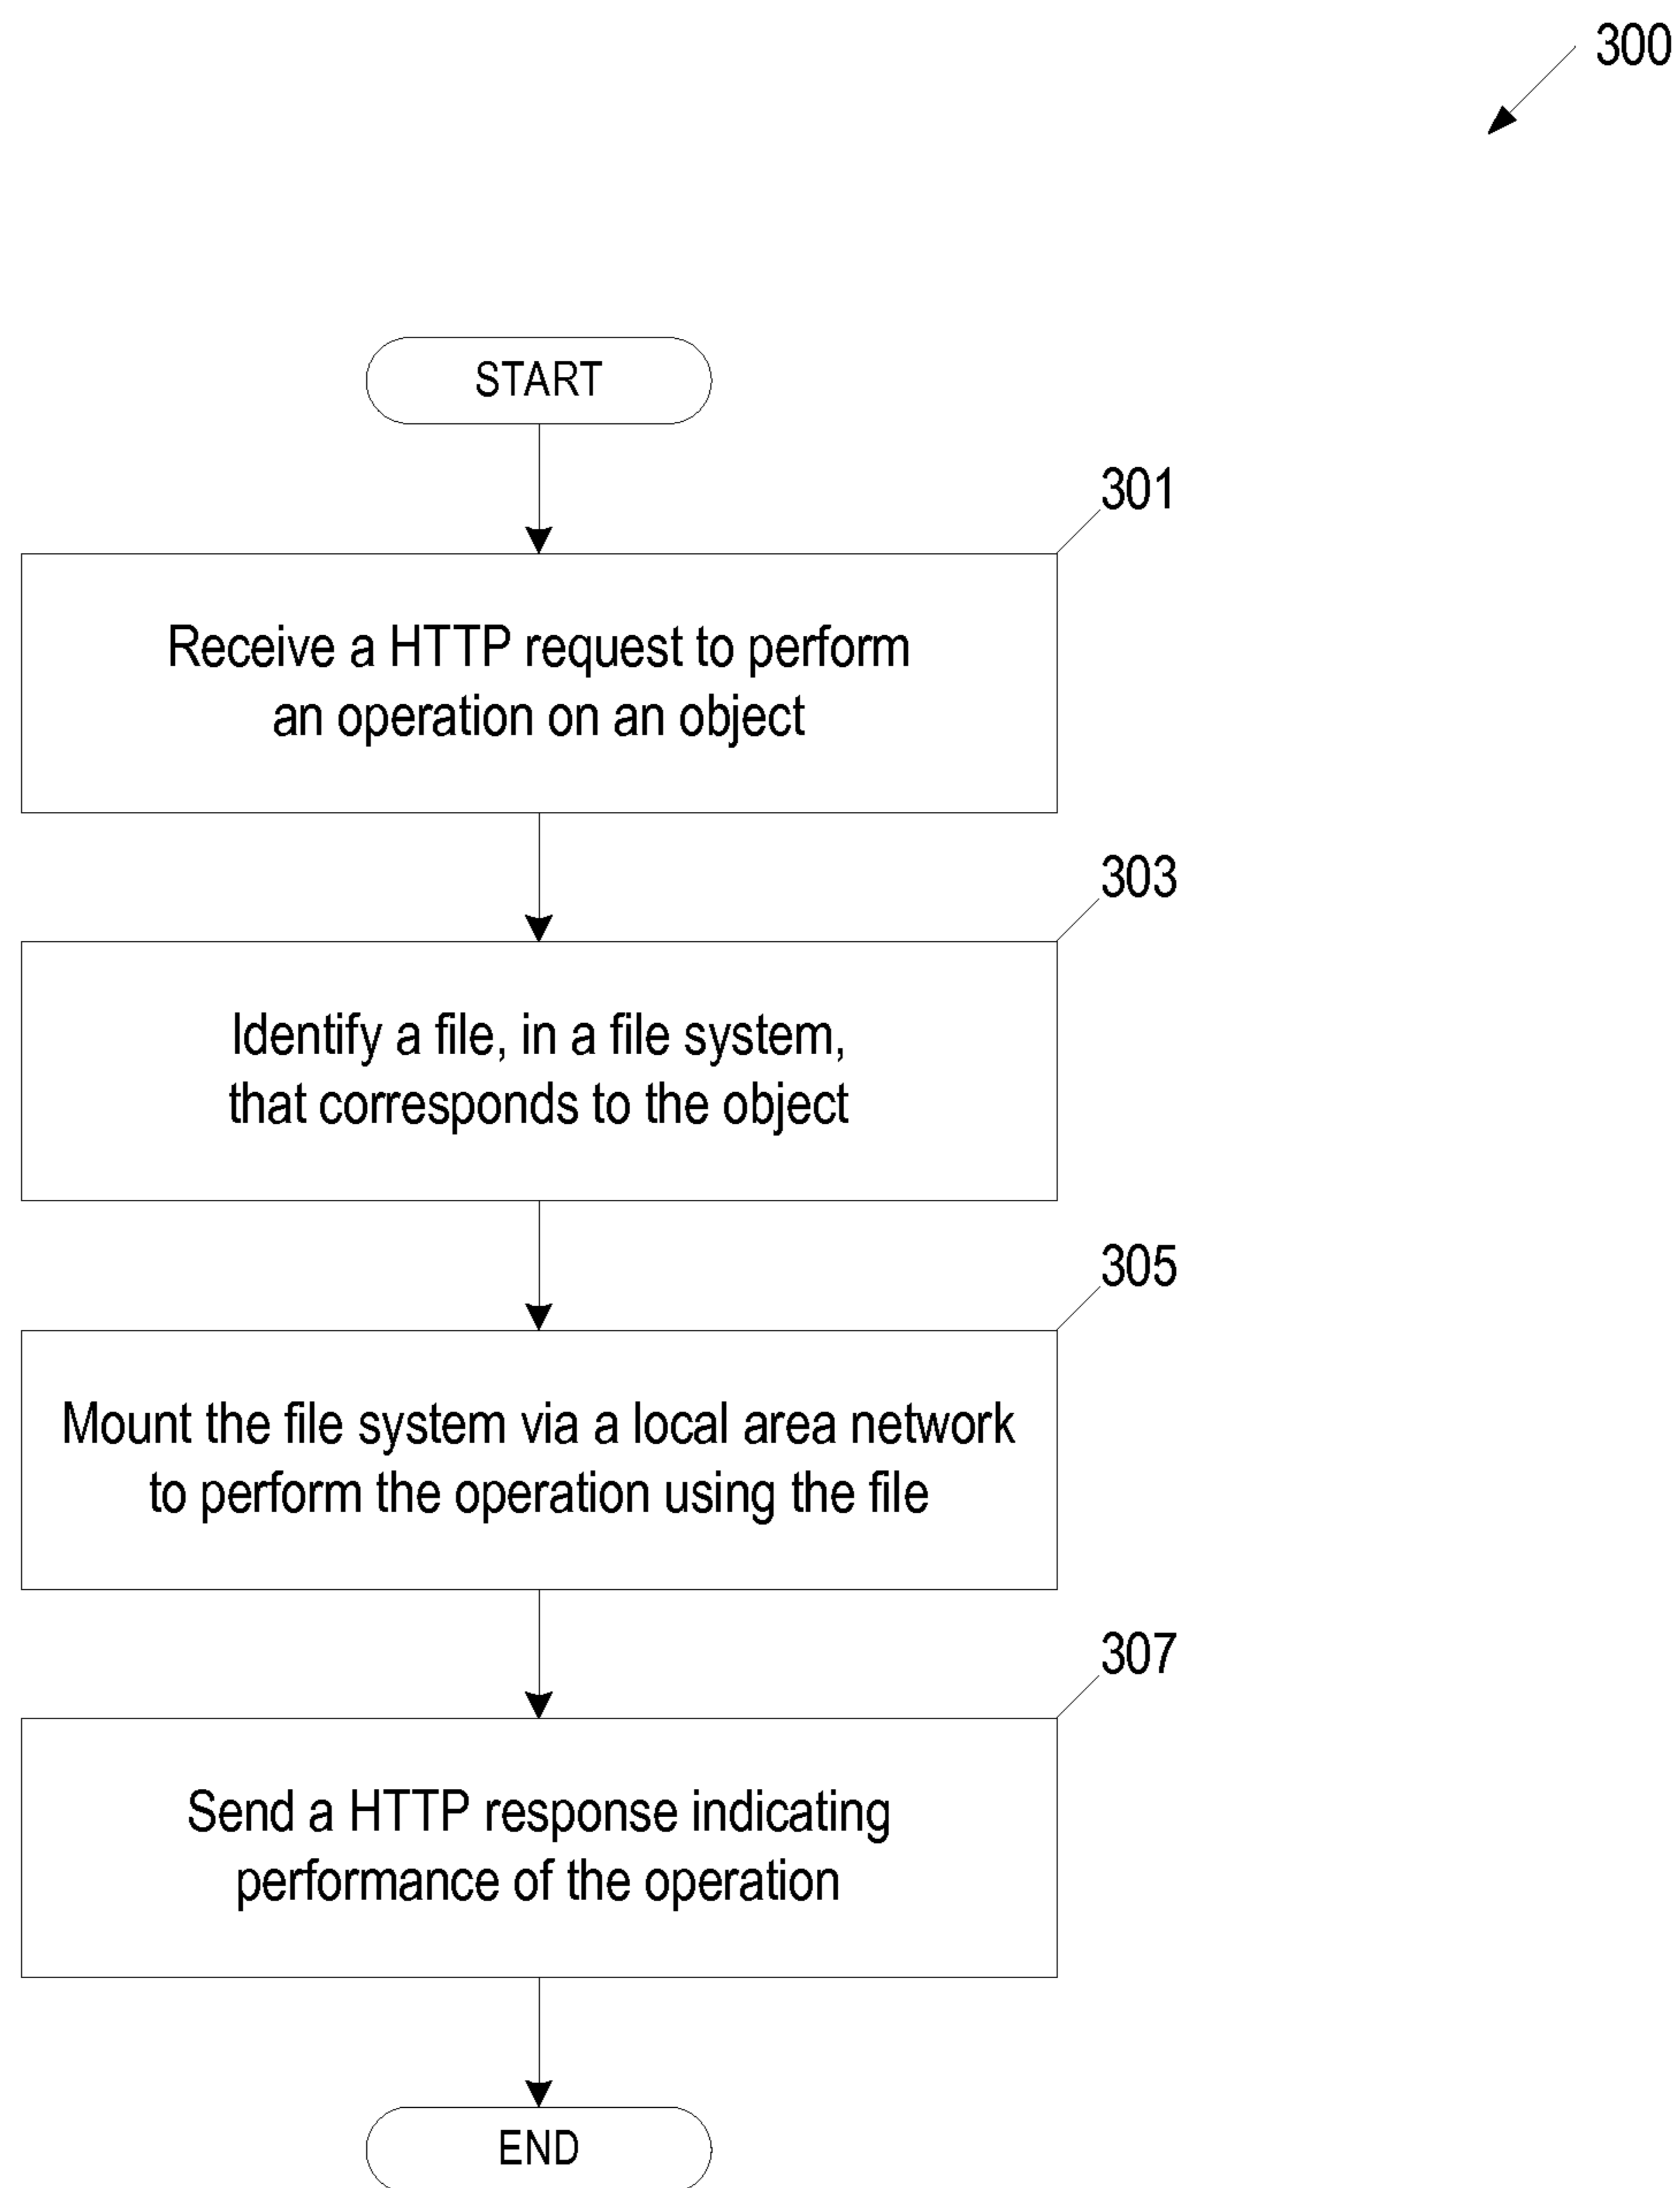 300
START
301
Receive a HTTP request to perform
an operation on an object
303
Identify a file, in a file system,
that corresponds to the object
305
Mount the file system via a local area network
to perform the operation using the file
307
Send a HTTP response indicating
performance of the operation
END